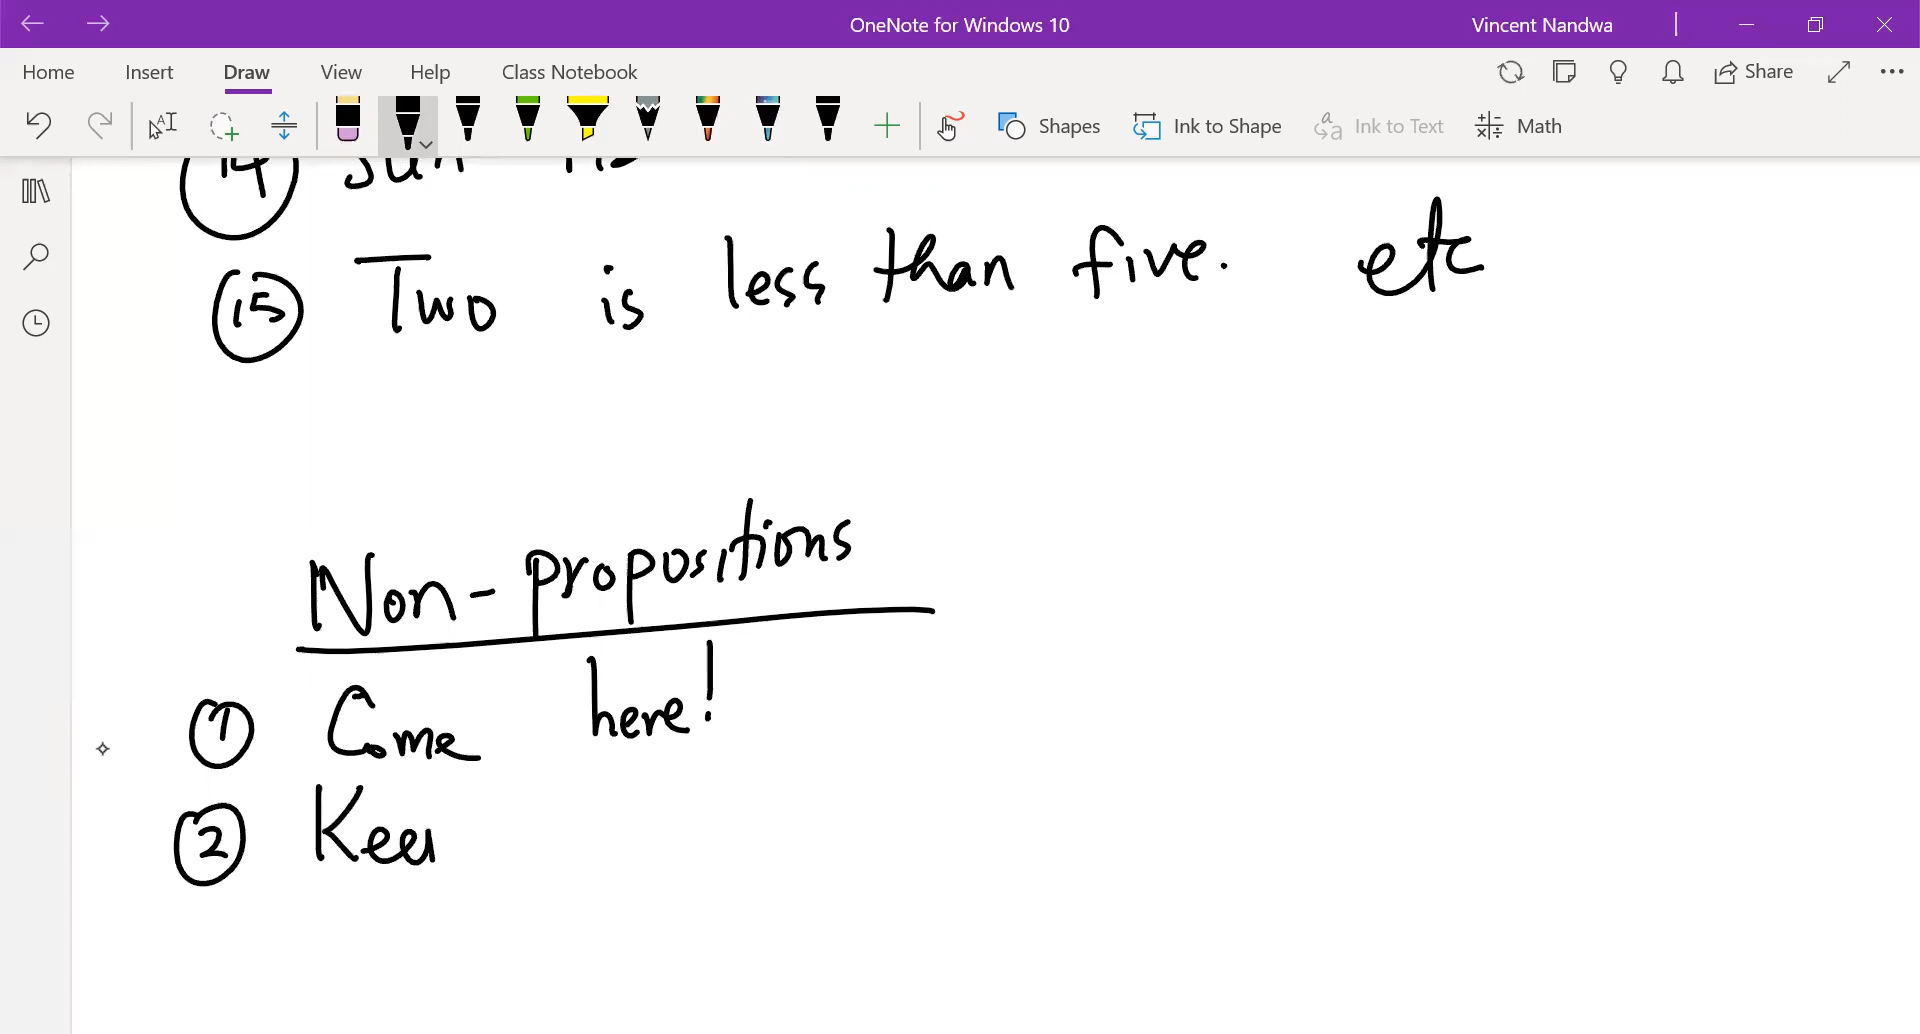 OneNote for Windows 10 Vincent Nandwa
Home Insert Draw View Help Class Notebook Share
Shapes Ink to Shape Ink to Text Math
14
15 Two is less than five. etc
Non-propositions
1 Come here!
2